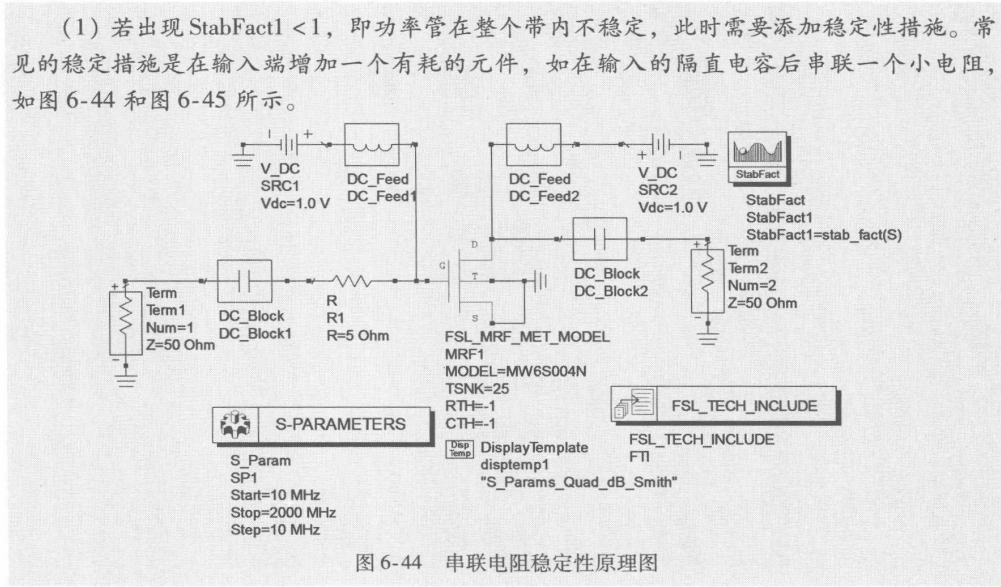 (1) 若出现 StabFact1 < 1，即功率管在整个带内不稳定，此时需要添加稳定性措施。常
见的稳定措施是在输入端增加一个有耗的元件，如在输入的隔直电容后串联一个小电阻，
如图 6-44 和图 6-45 所示。
V_DC
SRC1
Vdc=1.0 V
DC_Feed
DC_Feed1
DC_Feed
DC_Feed2
V_DC
SRC2
Vdc=1.0 V
StabFact
StabFact
StabFact1
StabFact1=stab_fact(S)
Term
Term1
Num=1
Z=50 Ohm
DC_Block
DC_Block1
R
R1
R=5 Ohm
G
D
T
S
DC_Block
DC_Block2
Term
Term2
Num=2
Z=50 Ohm
FSL_MRF_MET_MODEL
MRF1
MODEL=MW6S004N
TSNK=25
RTH=-1
CTH=-1
S-PARAMETERS
S_Param
SP1
Start=10 MHz
Stop=2000 MHz
Step=10 MHz
Disp
Temp
DisplayTemplate
disptemp1
"S_Params_Quad_dB_Smith"
FSL_TECH_INCLUDE
FSL_TECH_INCLUDE
FTI
图 6-44 串联电阻稳定性原理图